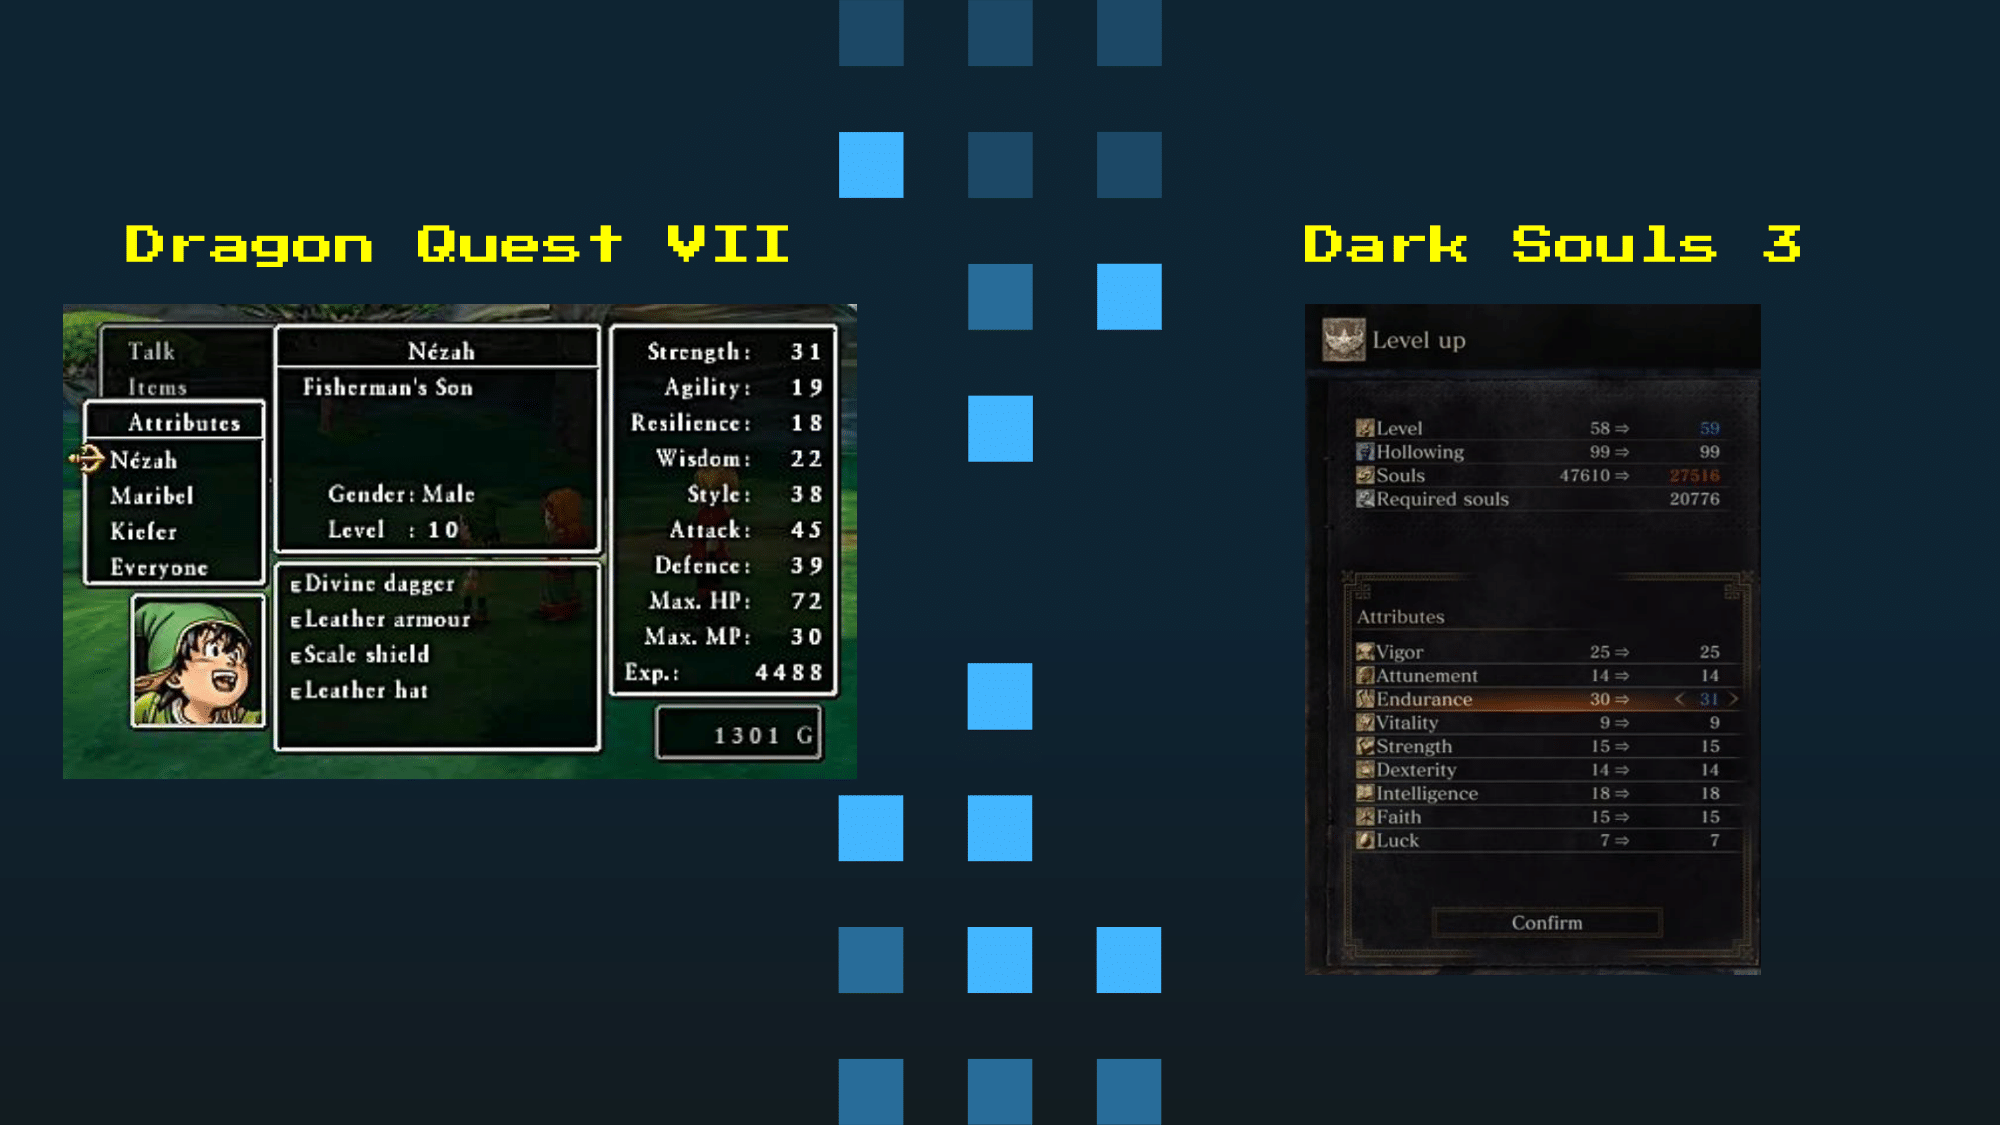 Dragon Quest VII
Talk
Items
Attributes
Nézah
Maribel
Kiefer
Everyone
Nézah
Fisherman's Son
Gender: Male
Level : 10
E Divine dagger
E Leather armour
E Scale shield
E Leather hat
Strength: 31
Agility: 19
Resilience: 18
Wisdom: 22
Style: 38
Attack: 45
Defence: 39
Max. HP: 72
Max. MP: 30
Exp.: 4488
1301 G
Dark Souls 3
Level up
Level 58 ⇒ 59
Hollowing 99 ⇒ 99
Souls 47610 ⇒ 27516
Required souls 20776
Attributes
Vigor 25 ⇒ 25
Attunement 14 ⇒ 14
Endurance 30 ⇒ < 31 >
Vitality 9 ⇒ 9
Strength 15 ⇒ 15
Dexterity 14 ⇒ 14
Intelligence 18 ⇒ 18
Faith 15 ⇒ 15
Luck 7 ⇒ 7
Confirm